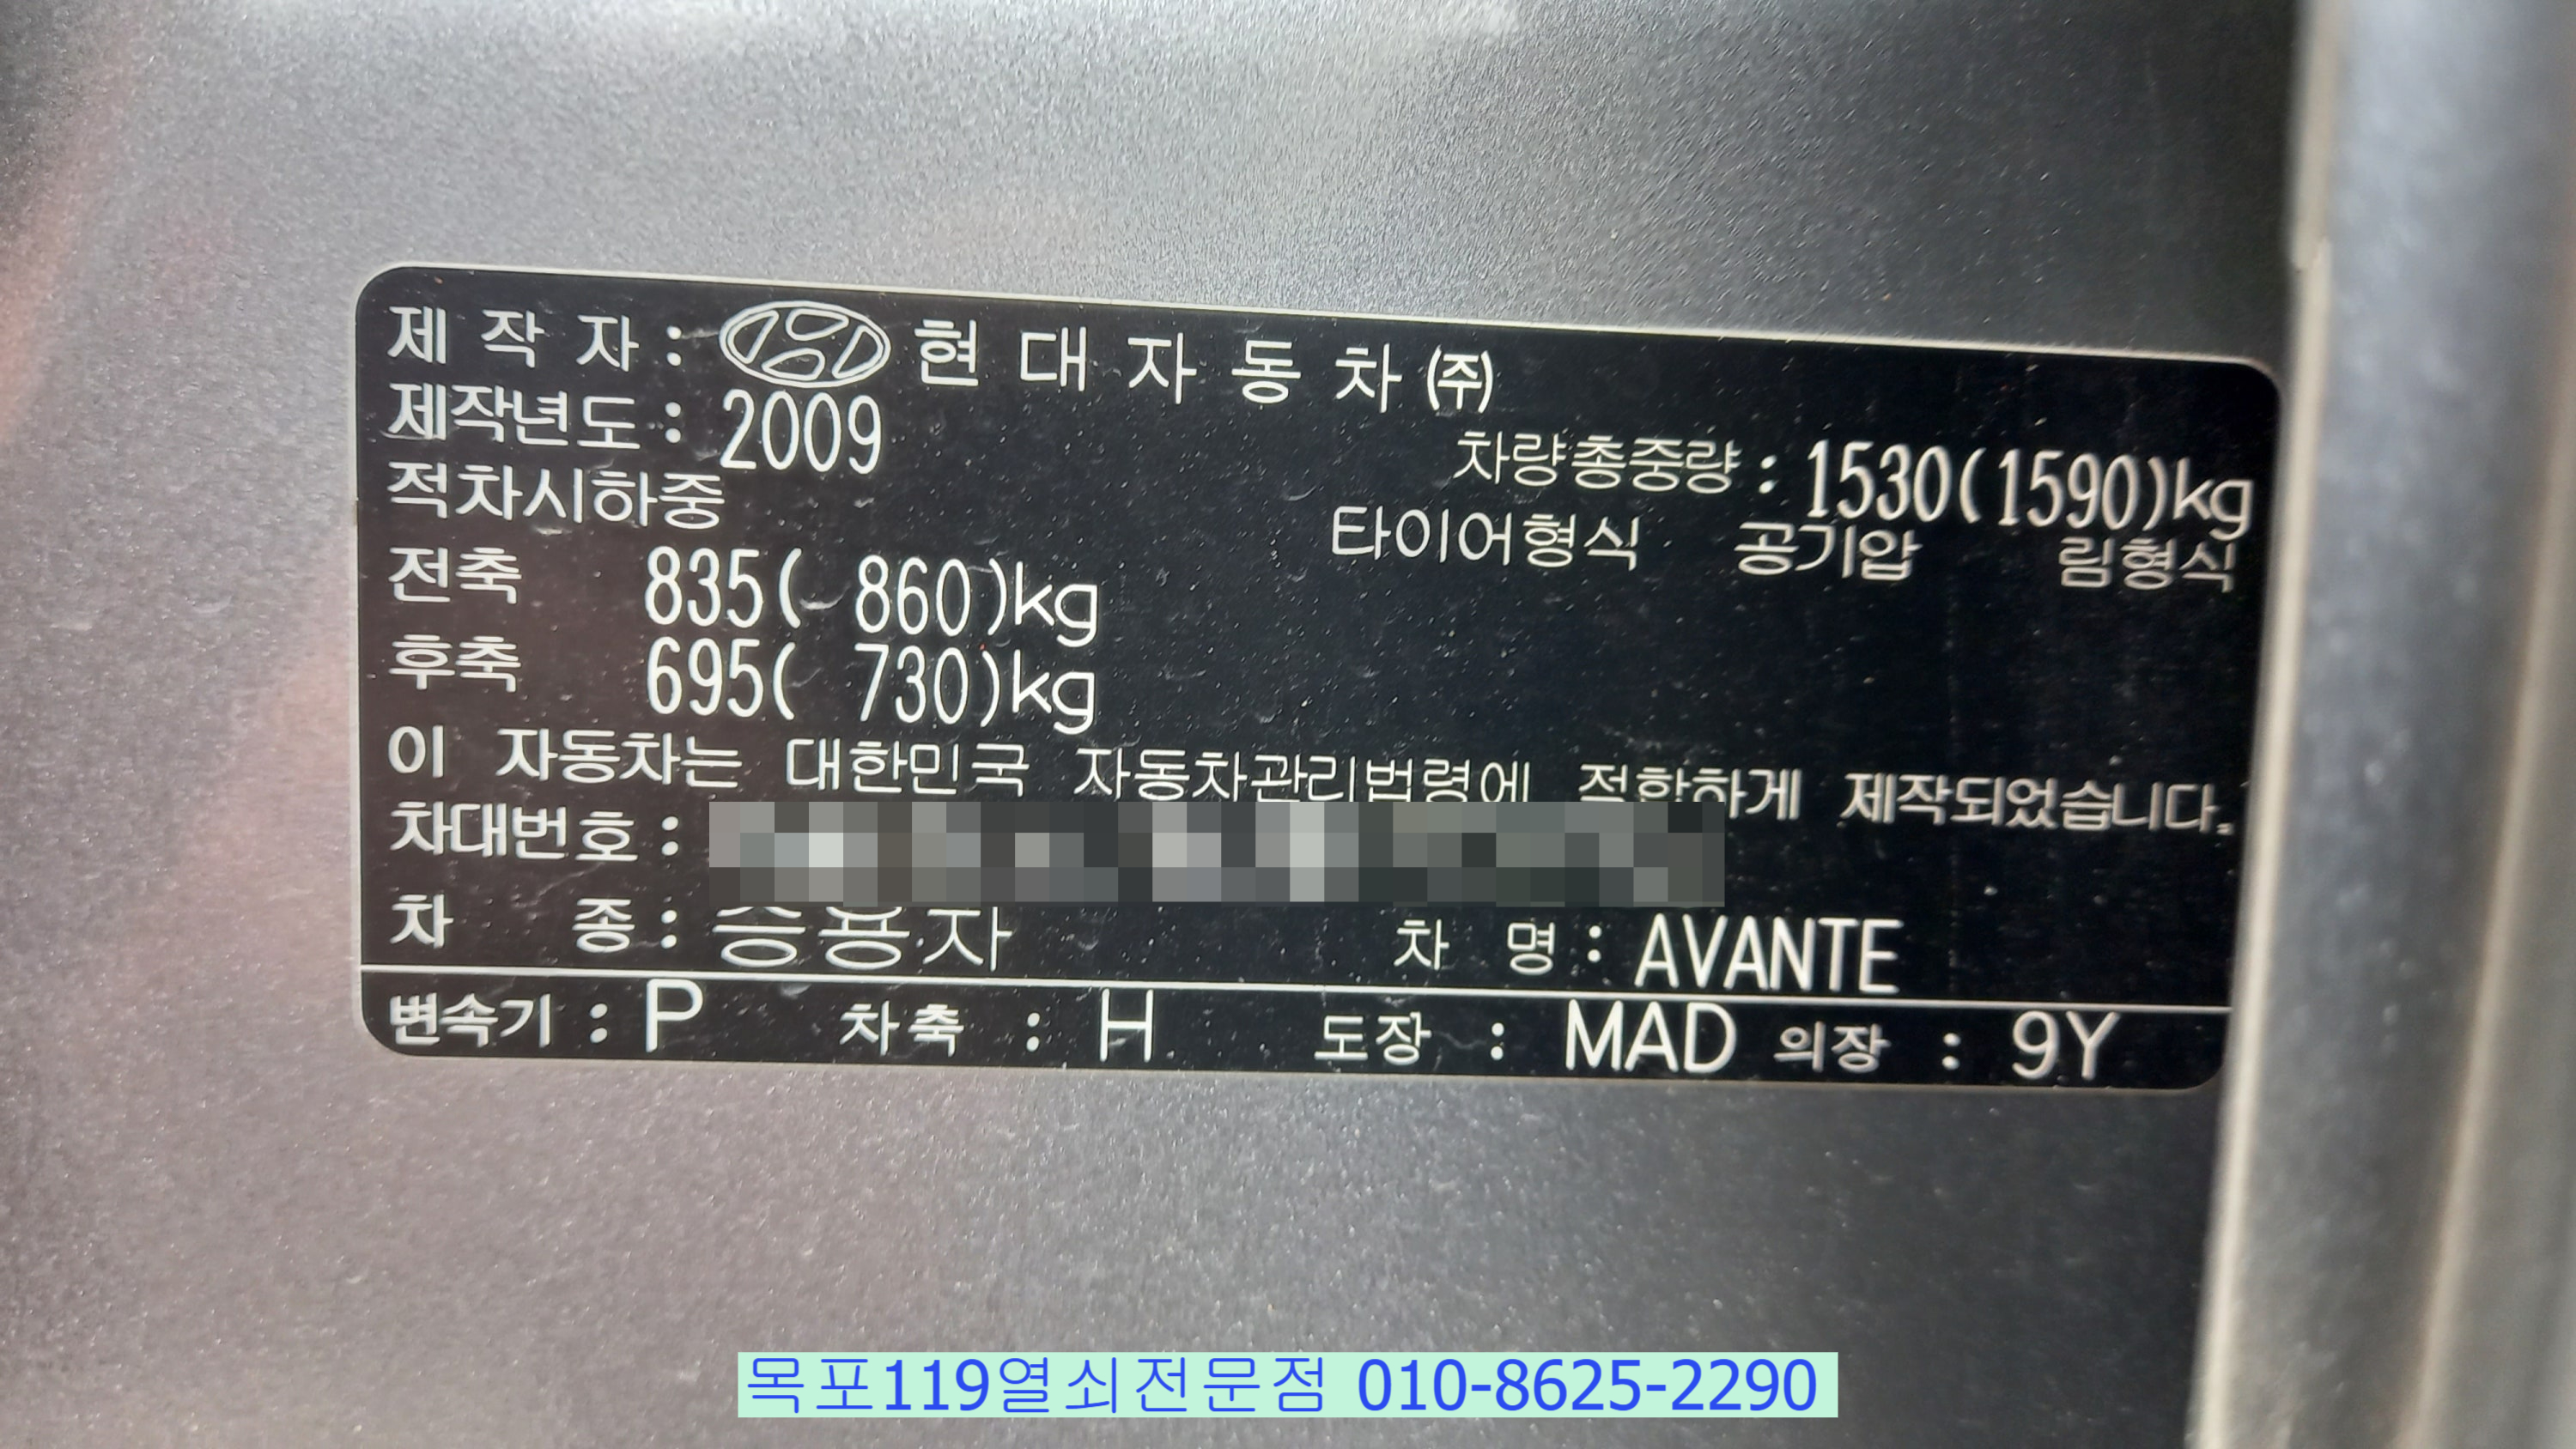 제 작 자 : 현 대 자 동 차 ㈜
제작년도 : 2009
차량총중량 : 1530(1590)kg
적차시하중
타이어형식 공기압 림형식
전축 835( 860)kg
후축 695( 730)kg
이 자동차는 대한민국 자동차관리법령에 적합하게 제작되었습니다.
차대번호 :
차 종 : 승용차 차 명 : AVANTE
변속기 : P 차축 : H 도장 : MAD 의장 : 9Y
목포119열쇠전문점 010-8625-2290